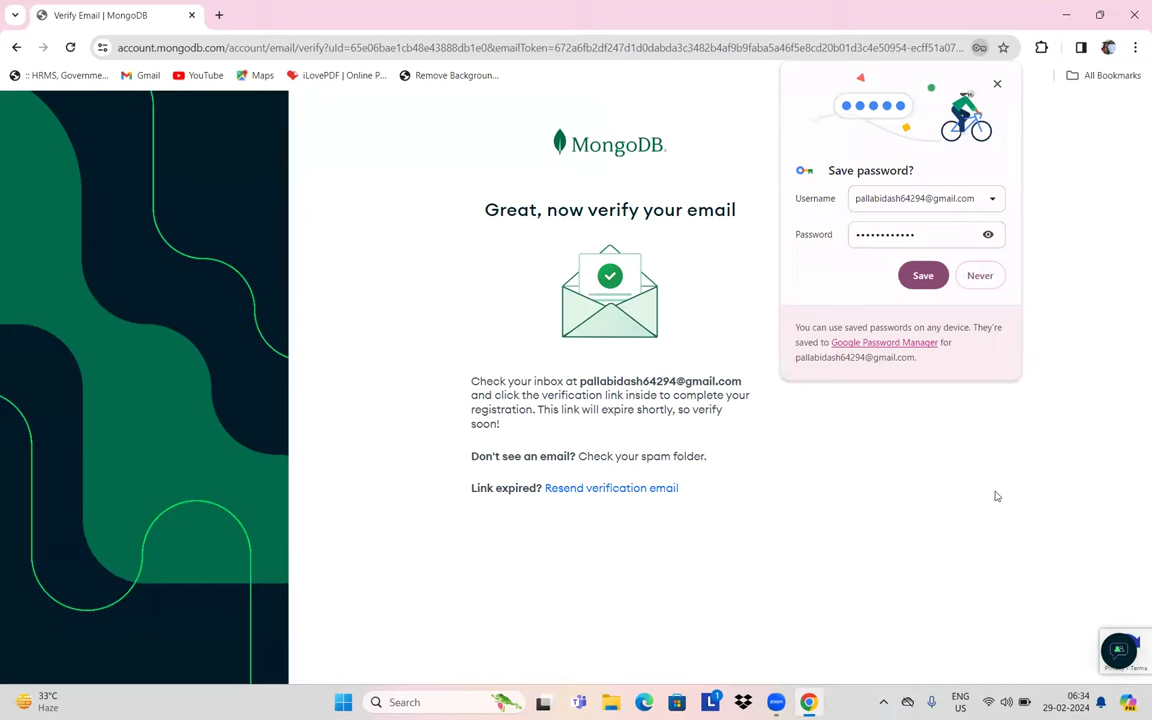 Verify Email | MongoDB
account.mongodb.com/account/email/verify?uId=65e06bae1cb48e43888db1e0&emailToken=672a6fb2df247d1d0dabda3c3482b4af9b9faba5a46f5e8cd20b01d3c4e50954-ecff51a07...
:: HRMS, Governme...
Gmail
YouTube
Maps
iLovePDF | Online P...
Remove Backgroun...
All Bookmarks
MongoDB.
Great, now verify your email
Check your inbox at pallabidash64294@gmail.com
and click the verification link inside to complete your
registration. This link will expire shortly, so verify
soon!
Don't see an email? Check your spam folder.
Link expired? Resend verification email
Save password?
Username pallabidash64294@gmail.com
Password ••••••••••••
Save Never
You can use saved passwords on any device. They're
saved to Google Password Manager for
pallabidash64294@gmail.com.
33°C
Haze
Search
L
1
zoom
ENG
US
06:34
29-02-2024
PRE